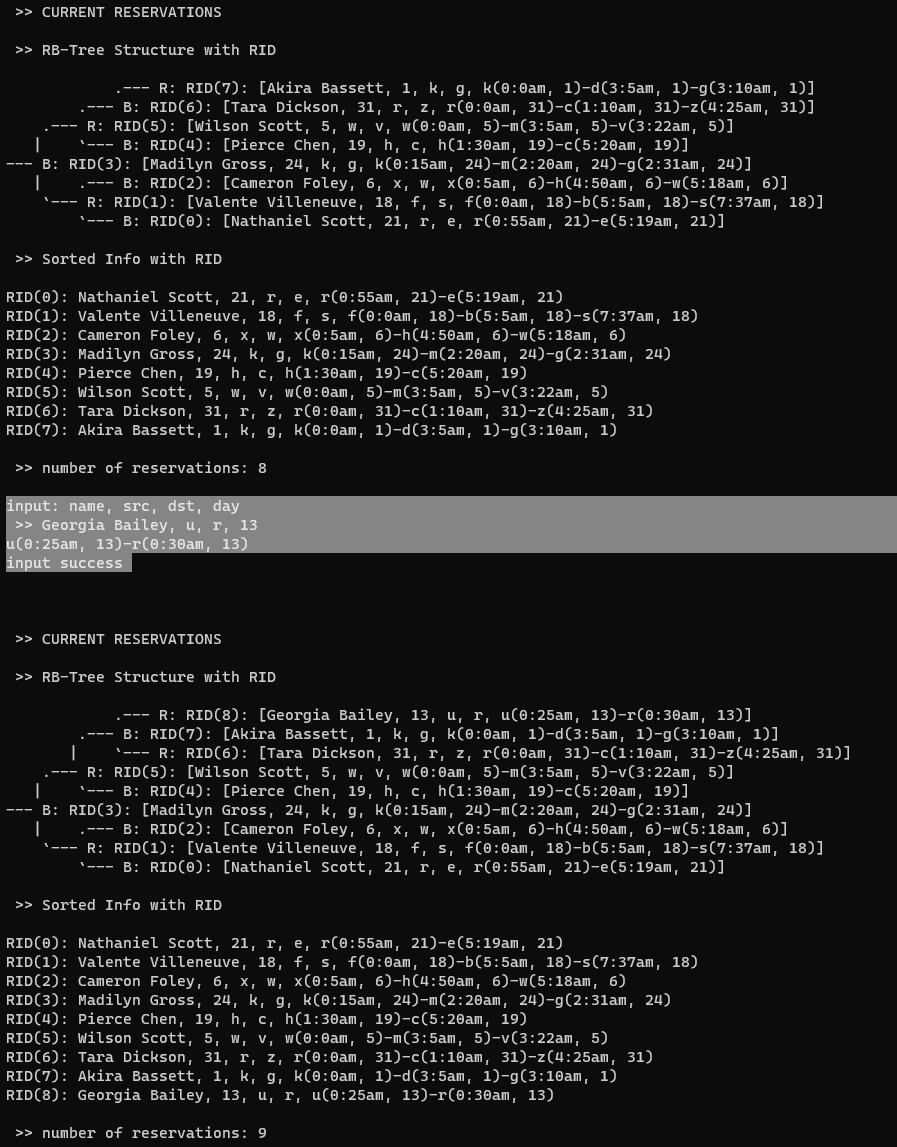 >> CURRENT RESERVATIONS
 >> RB-Tree Structure with RID
            .--- R: RID(7): [Akira Bassett, 1, k, g, k(0:0am, 1)-d(3:5am, 1)-g(3:10am, 1)]
        .--- B: RID(6): [Tara Dickson, 31, r, z, r(0:0am, 31)-c(1:10am, 31)-z(4:25am, 31)]
    .--- R: RID(5): [Wilson Scott, 5, w, v, w(0:0am, 5)-m(3:5am, 5)-v(3:22am, 5)]
   |    `--- B: RID(4): [Pierce Chen, 19, h, c, h(1:30am, 19)-c(5:20am, 19)]
--- B: RID(3): [Madilyn Gross, 24, k, g, k(0:15am, 24)-m(2:20am, 24)-g(2:31am, 24)]
   |    .--- B: RID(2): [Cameron Foley, 6, x, w, x(0:5am, 6)-h(4:50am, 6)-w(5:18am, 6)]
    `--- R: RID(1): [Valente Villeneuve, 18, f, s, f(0:0am, 18)-b(5:5am, 18)-s(7:37am, 18)]
        `--- B: RID(0): [Nathaniel Scott, 21, r, e, r(0:55am, 21)-e(5:19am, 21)]
 >> Sorted Info with RID
RID(0): Nathaniel Scott, 21, r, e, r(0:55am, 21)-e(5:19am, 21)
RID(1): Valente Villeneuve, 18, f, s, f(0:0am, 18)-b(5:5am, 18)-s(7:37am, 18)
RID(2): Cameron Foley, 6, x, w, x(0:5am, 6)-h(4:50am, 6)-w(5:18am, 6)
RID(3): Madilyn Gross, 24, k, g, k(0:15am, 24)-m(2:20am, 24)-g(2:31am, 24)
RID(4): Pierce Chen, 19, h, c, h(1:30am, 19)-c(5:20am, 19)
RID(5): Wilson Scott, 5, w, v, w(0:0am, 5)-m(3:5am, 5)-v(3:22am, 5)
RID(6): Tara Dickson, 31, r, z, r(0:0am, 31)-c(1:10am, 31)-z(4:25am, 31)
RID(7): Akira Bassett, 1, k, g, k(0:0am, 1)-d(3:5am, 1)-g(3:10am, 1)
 >> number of reservations: 8
input: name, src, dst, day
 >> Georgia Bailey, u, r, 13
u(0:25am, 13)-r(0:30am, 13)
input success
 >> CURRENT RESERVATIONS
 >> RB-Tree Structure with RID
            .--- R: RID(8): [Georgia Bailey, 13, u, r, u(0:25am, 13)-r(0:30am, 13)]
        .--- B: RID(7): [Akira Bassett, 1, k, g, k(0:0am, 1)-d(3:5am, 1)-g(3:10am, 1)]
       |    `--- R: RID(6): [Tara Dickson, 31, r, z, r(0:0am, 31)-c(1:10am, 31)-z(4:25am, 31)]
    .--- R: RID(5): [Wilson Scott, 5, w, v, w(0:0am, 5)-m(3:5am, 5)-v(3:22am, 5)]
   |    `--- B: RID(4): [Pierce Chen, 19, h, c, h(1:30am, 19)-c(5:20am, 19)]
--- B: RID(3): [Madilyn Gross, 24, k, g, k(0:15am, 24)-m(2:20am, 24)-g(2:31am, 24)]
   |    .--- B: RID(2): [Cameron Foley, 6, x, w, x(0:5am, 6)-h(4:50am, 6)-w(5:18am, 6)]
    `--- R: RID(1): [Valente Villeneuve, 18, f, s, f(0:0am, 18)-b(5:5am, 18)-s(7:37am, 18)]
        `--- B: RID(0): [Nathaniel Scott, 21, r, e, r(0:55am, 21)-e(5:19am, 21)]
 >> Sorted Info with RID
RID(0): Nathaniel Scott, 21, r, e, r(0:55am, 21)-e(5:19am, 21)
RID(1): Valente Villeneuve, 18, f, s, f(0:0am, 18)-b(5:5am, 18)-s(7:37am, 18)
RID(2): Cameron Foley, 6, x, w, x(0:5am, 6)-h(4:50am, 6)-w(5:18am, 6)
RID(3): Madilyn Gross, 24, k, g, k(0:15am, 24)-m(2:20am, 24)-g(2:31am, 24)
RID(4): Pierce Chen, 19, h, c, h(1:30am, 19)-c(5:20am, 19)
RID(5): Wilson Scott, 5, w, v, w(0:0am, 5)-m(3:5am, 5)-v(3:22am, 5)
RID(6): Tara Dickson, 31, r, z, r(0:0am, 31)-c(1:10am, 31)-z(4:25am, 31)
RID(7): Akira Bassett, 1, k, g, k(0:0am, 1)-d(3:5am, 1)-g(3:10am, 1)
RID(8): Georgia Bailey, 13, u, r, u(0:25am, 13)-r(0:30am, 13)
 >> number of reservations: 9